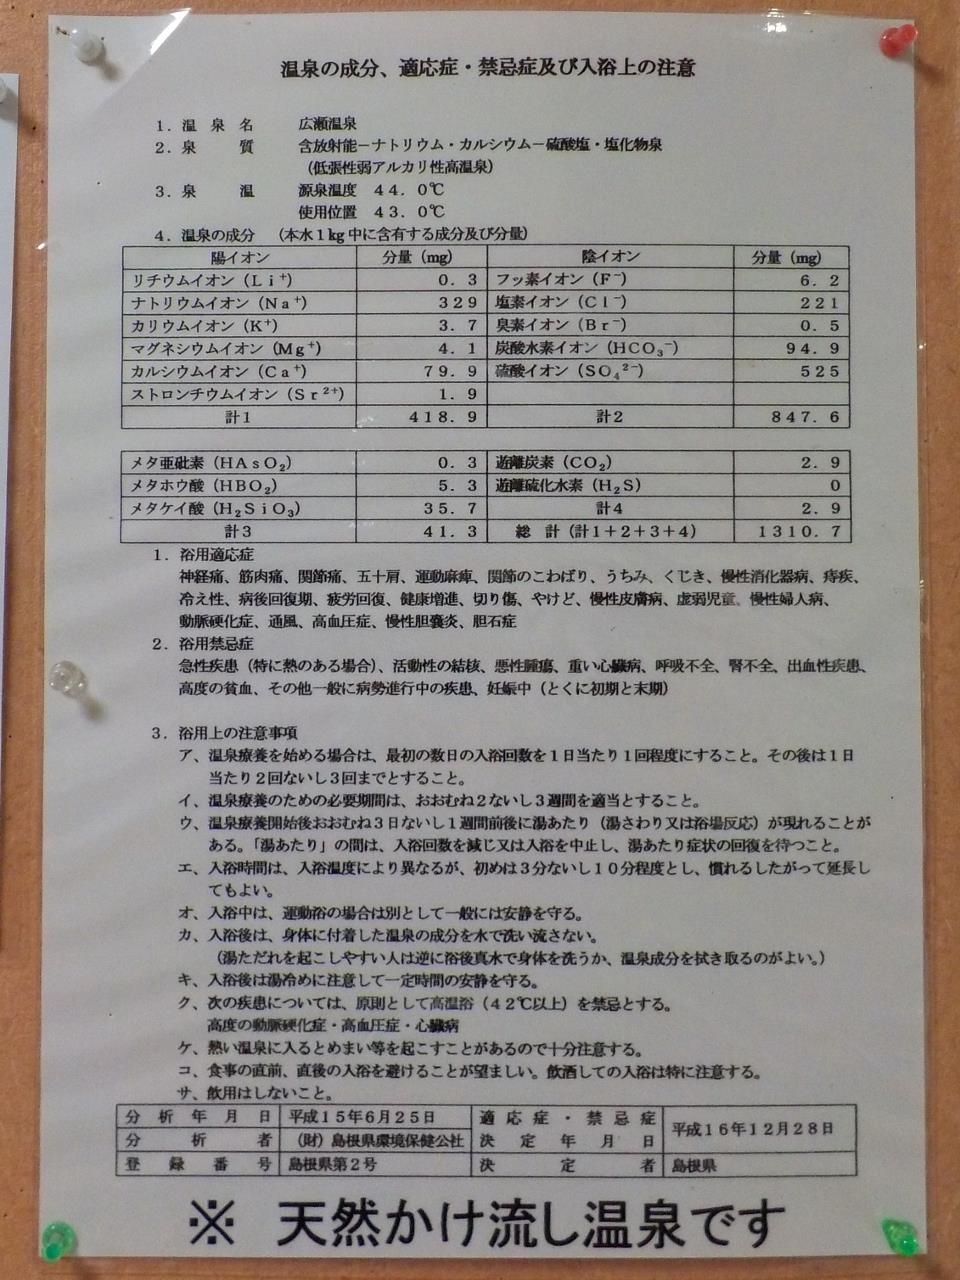 温泉の成分、適応症・禁忌症及び入浴上の注意
1．温泉名　広瀬温泉
2．泉質　含放射能－ナトリウム・カルシウム－硫酸塩・塩化物泉
（低張性弱アルカリ性高温泉）
3．泉温　源泉温度　44．0℃
使用位置　43．0℃
4．温泉の成分　（本水1kg中に含有する成分及び分量）
陽イオン　分量（mg）　陰イオン　分量（mg）
リチウムイオン（Li⁺）　0．3　フッ素イオン（F⁻）　6．2
ナトリウムイオン（Na⁺）　329　塩素イオン（Cl⁻）　221
カリウムイオン（K⁺）　3．7　臭素イオン（Br⁻）　0．5
マグネシウムイオン（Mg⁺）　4．1　炭酸水素イオン（HCO₃⁻）　94．9
カルシウムイオン（Ca⁺）　79．9　硫酸イオン（SO₄²⁻）　525
ストロンチウムイオン（Sr²⁺）　1．9
計1　418．9　計2　847．6
メタ亜砒素（HAsO₂）　0．3　遊離炭素（CO₂）　2．9
メタホウ酸（HBO₂）　5．3　遊離硫化水素（H₂S）　0
メタケイ酸（H₂SiO₃）　35．7　計4　2．9
計3　41．3　総　計（計1＋2＋3＋4）　1310．7
1．浴用適応症
神経痛、筋肉痛、関節痛、五十肩、運動麻痺、関節のこわばり、うちみ、くじき、慢性消化器病、痔疾、
冷え性、病後回復期、疲労回復、健康増進、切り傷、やけど、慢性皮膚病、虚弱児童、慢性婦人病、
動脈硬化症、通風、高血圧症、慢性胆嚢炎、胆石症
2．浴用禁忌症
急性疾患（特に熱のある場合）、活動性の結核、悪性腫瘍、重い心臓病、呼吸不全、腎不全、出血性疾患、
高度の貧血、その他一般に病勢進行中の疾患、妊娠中（とくに初期と末期）
3．浴用上の注意事項
ア、温泉療養を始める場合は、最初の数日の入浴回数を1日当たり1回程度にすること。その後は1日
当たり2回ないし3回までとすること。
イ、温泉療養のための必要期間は、おおむね2ないし3週間を適当とすること。
ウ、温泉療養開始後おおむね3日ないし1週間前後に湯あたり（湯さわり又は浴場反応）が現れることが
ある。「湯あたり」の間は、入浴回数を減じ又は入浴を中止し、湯あたり症状の回復を待つこと。
エ、入浴時間は、入浴温度により異なるが、初めは3分ないし10分程度とし、慣れるしたがって延長し
てもよい。
オ、入浴中は、運動浴の場合は別として一般には安静を守る。
カ、入浴後は、身体に付着した温泉の成分を水で洗い流さない。
（湯ただれを起こしやすい人は逆に浴後真水で身体を洗うか、温泉成分を拭き取るのがよい。）
キ、入浴後は湯冷めに注意して一定時間の安静を守る。
ク、次の疾患については、原則として高温浴（42℃以上）を禁忌とする。
高度の動脈硬化症・高血圧症・心臓病
ケ、熱い温泉に入るとめまい等を起こすことがあるので十分注意する。
コ、食事の直前、直後の入浴を避けることが望ましい。飲酒しての入浴は特に注意する。
サ、飲用はしないこと。
分析年月日　平成15年6月25日　適応症・禁忌症　平成16年12月28日
分析者　（財）島根県環境保健公社　決定年月日
登録番号　島根県第2号　決定者　島根県
※　天然かけ流し温泉です